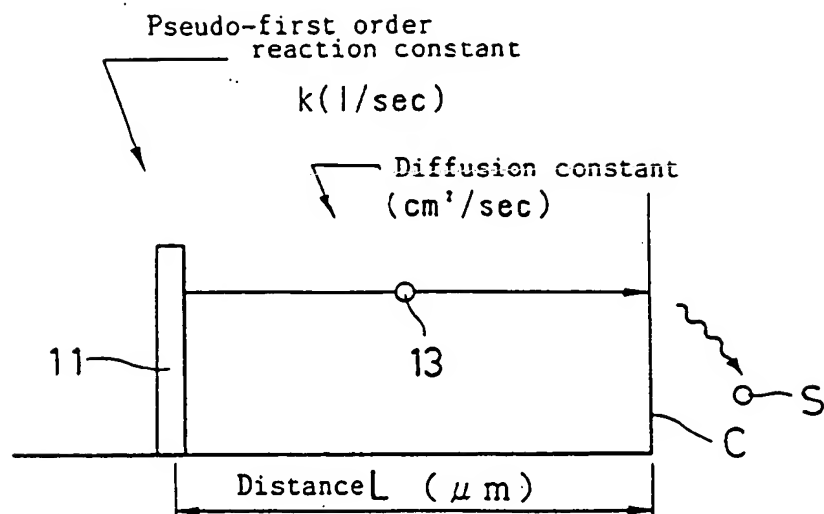 Pseudo-first order
reaction constant
k(1/sec)
Diffusion constant
(cm²/sec)
11
13
S
C
Distance L (μm)